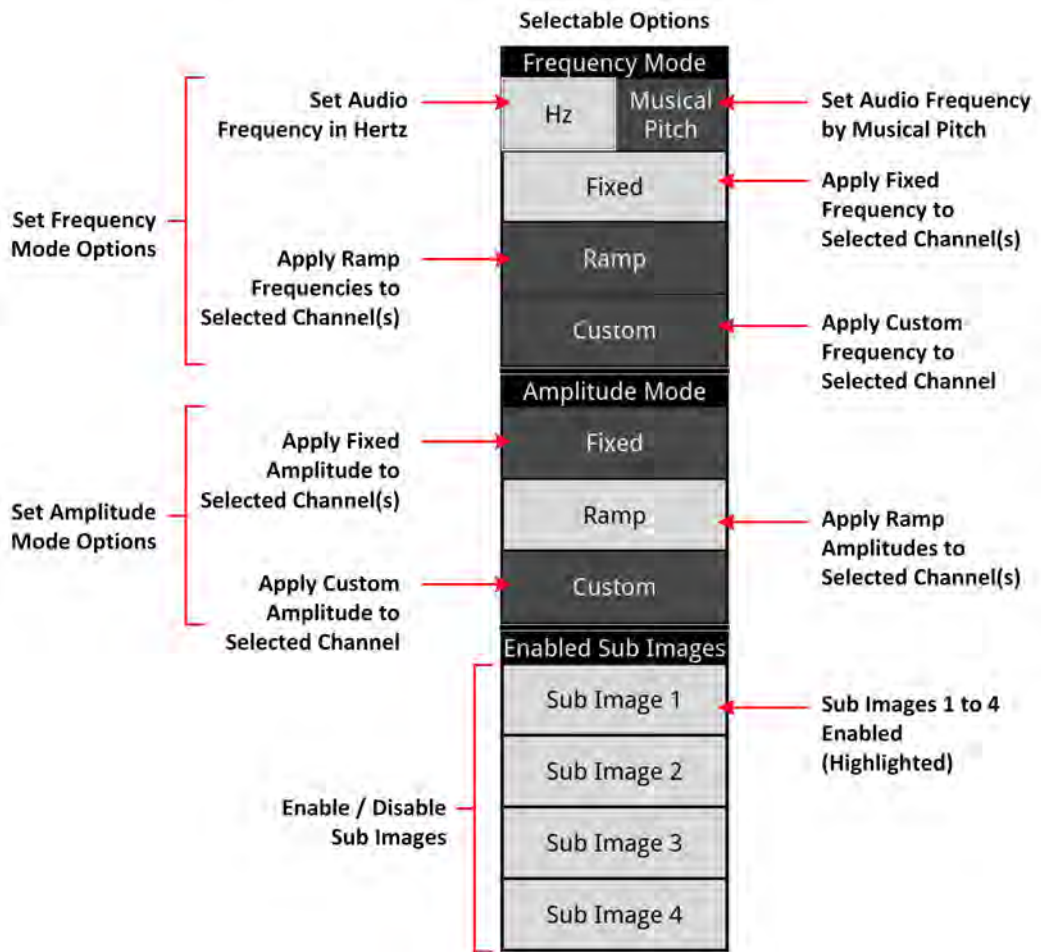 Selectable Options
Frequency Mode
Set Audio
Frequency in Hertz
Hz
Musical
Pitch
Set Audio Frequency
by Musical Pitch
Fixed
Apply Fixed
Frequency to
Selected Channel(s)
Set Frequency
Mode Options
Apply Ramp
Frequencies to
Selected Channel(s)
Ramp
Custom
Apply Custom
Frequency to
Selected Channel
Amplitude Mode
Apply Fixed
Amplitude to
Selected Channel(s)
Fixed
Set Amplitude
Mode Options
Ramp
Apply Ramp
Amplitudes to
Selected Channel(s)
Apply Custom
Amplitude to
Selected Channel
Custom
Enabled Sub Images
Sub Image 1
Sub Images 1 to 4
Enabled
(Highlighted)
Sub Image 2
Enable / Disable
Sub Images
Sub Image 3
Sub Image 4